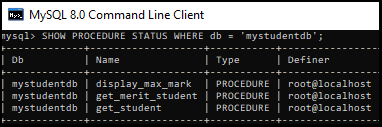 MySQL 8.0 Command Line Client
mysql> SHOW PROCEDURE STATUS WHERE db = 'mystudentdb';
+-------------+-------------------+-----------+----------------+
| Db | Name | Type | Definer
+-------------+-------------------+-----------+----------------+
| mystudentdb | display_max_mark | PROCEDURE | root@localhost
| mystudentdb | get_merit_student | PROCEDURE | root@localhost
| mystudentdb | get_student | PROCEDURE | root@localhost
+-------------+-------------------+-----------+----------------+